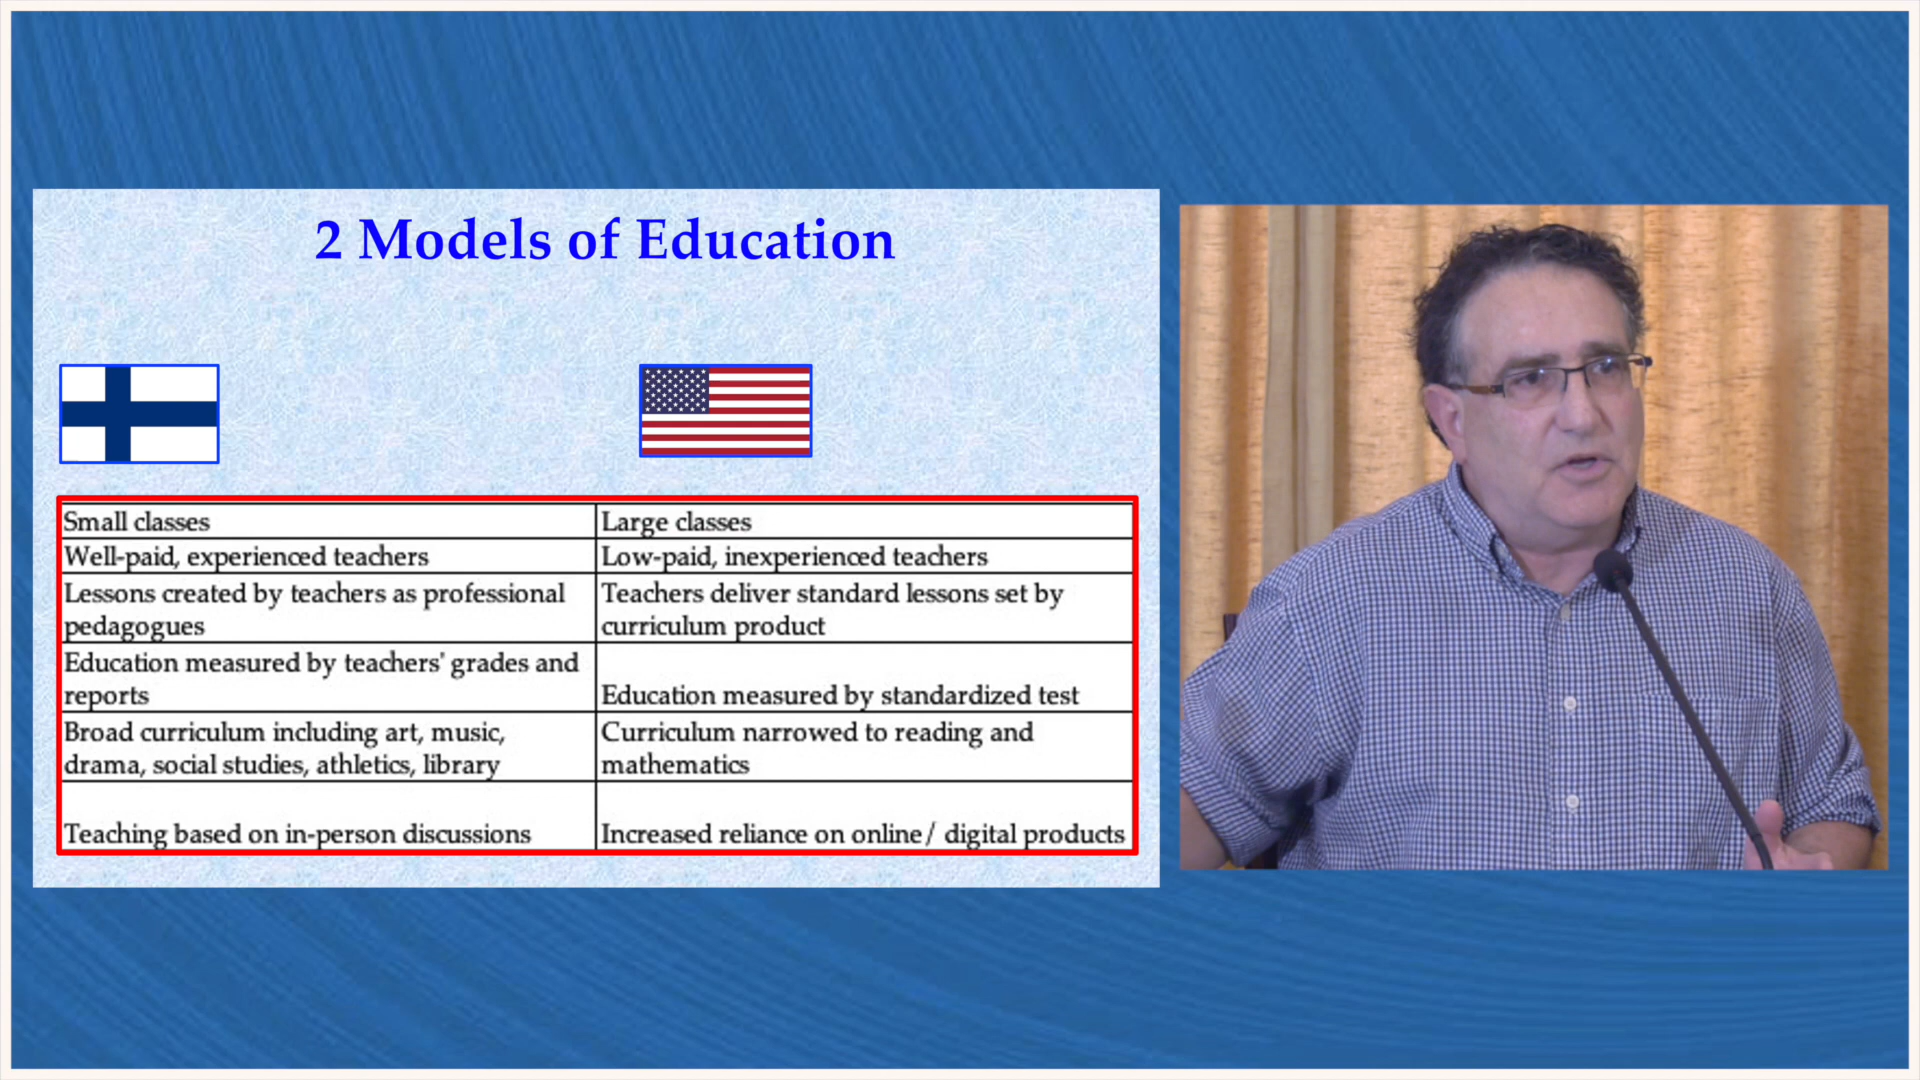 2 Models of Education
Small classes
Large classes
Well-paid, experienced teachers
Low-paid, inexperienced teachers
Lessons created by teachers as professional
pedagogues
Teachers deliver standard lessons set by
curriculum product
Education measured by teachers' grades and
reports
Education measured by standardized test
Broad curriculum including art, music,
drama, social studies, athletics, library
Curriculum narrowed to reading and
mathematics
Teaching based on in-person discussions
Increased reliance on online/ digital products